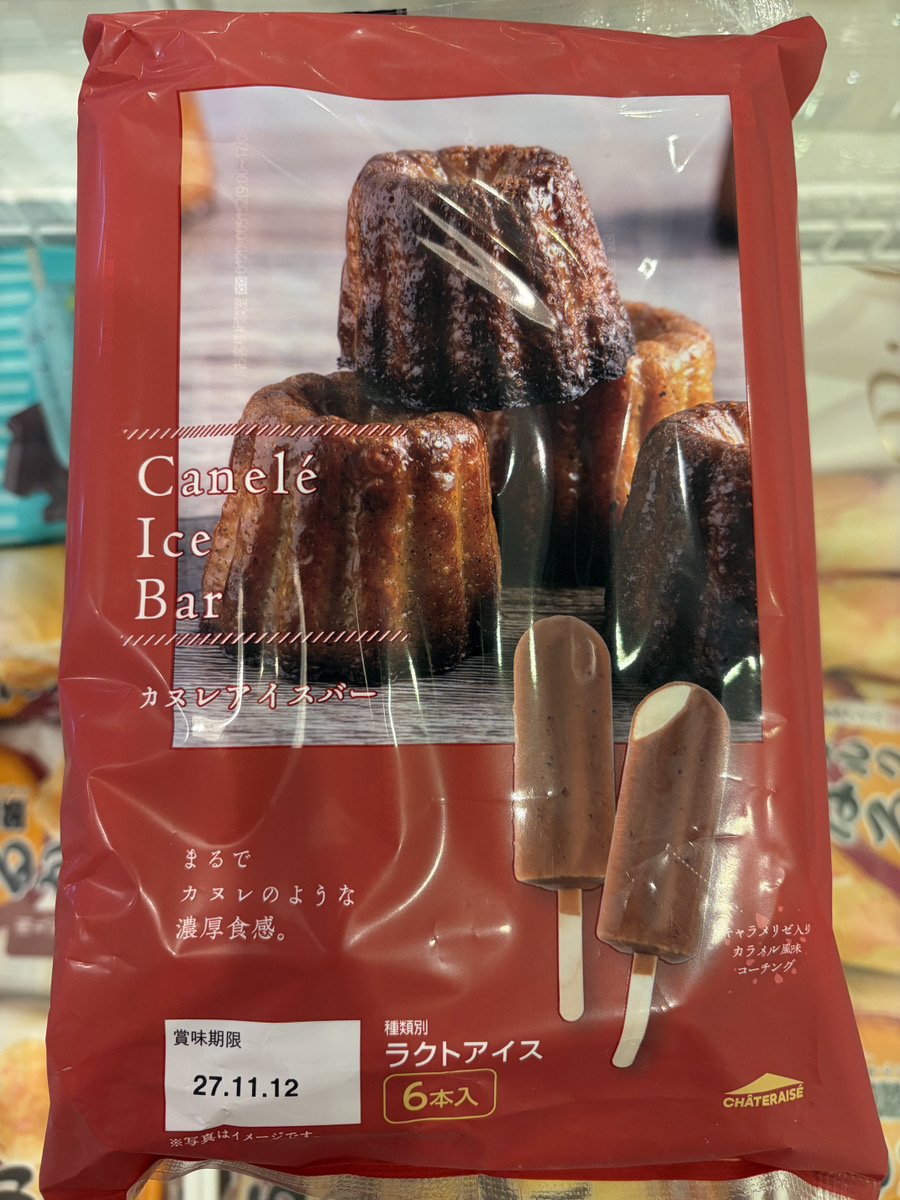 Canelé
Ice
Bar
カヌレアイスバー
まるで
カヌレのような
濃厚食感。
キャラメリゼ入り
カラメル風味
コーチング
賞味期限
27.11.12
種類別
ラクトアイス
6本入
CHÂTERAISÉ
※写真はイメージです。